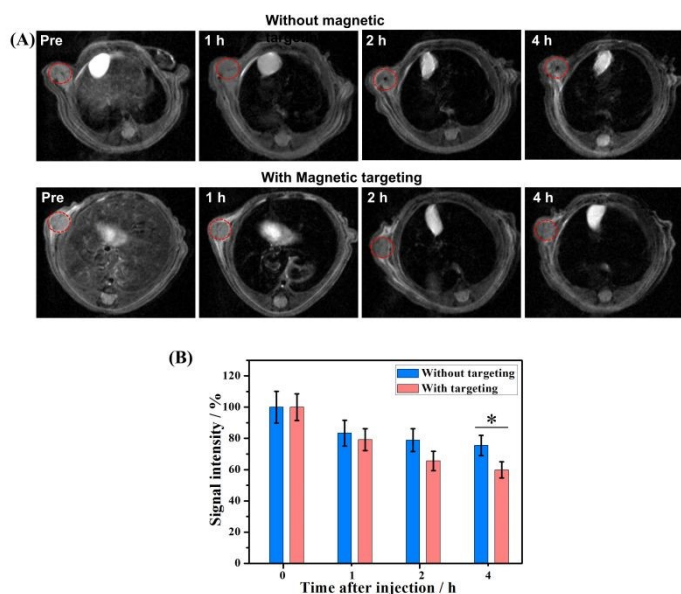 Without magnetic
targeting
(A)
Pre
1 h
2 h
4 h
With Magnetic targeting
Pre
1 h
2 h
4 h
(B)
Without targeting
With targeting
*
Signal intensity / %
120
100
80
60
40
20
0
0
1
2
4
Time after injection / h